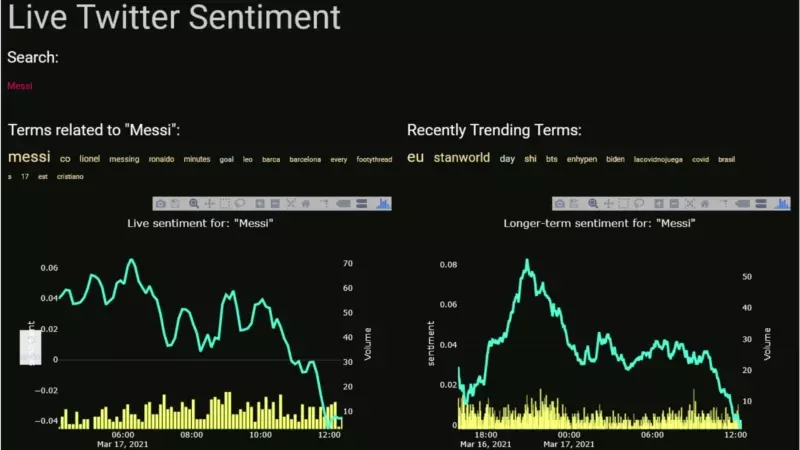 Live Twitter Sentiment
Search:
Messi
Terms related to "Messi":
messi co lionel messing ronaldo minutes goal leo barca barcelona every footythread
s 17 est cristiano
Recently Trending Terms:
eu stanworld day shi bts enhypen biden lacovidnojuega covid brasil
Live sentiment for: "Messi"
0.06
0.04
0.02
0
−0.02
−0.04
70
60
50
40
30
20
10
Volume
06:00 08:00 10:00 12:00
Mar 17, 2021
Longer-term sentiment for: "Messi"
sentiment
0.08
0.06
0.04
0.02
0
50
40
30
20
10
Volume
18:00 00:00 06:00 12:00
Mar 16, 2021 Mar 17, 2021